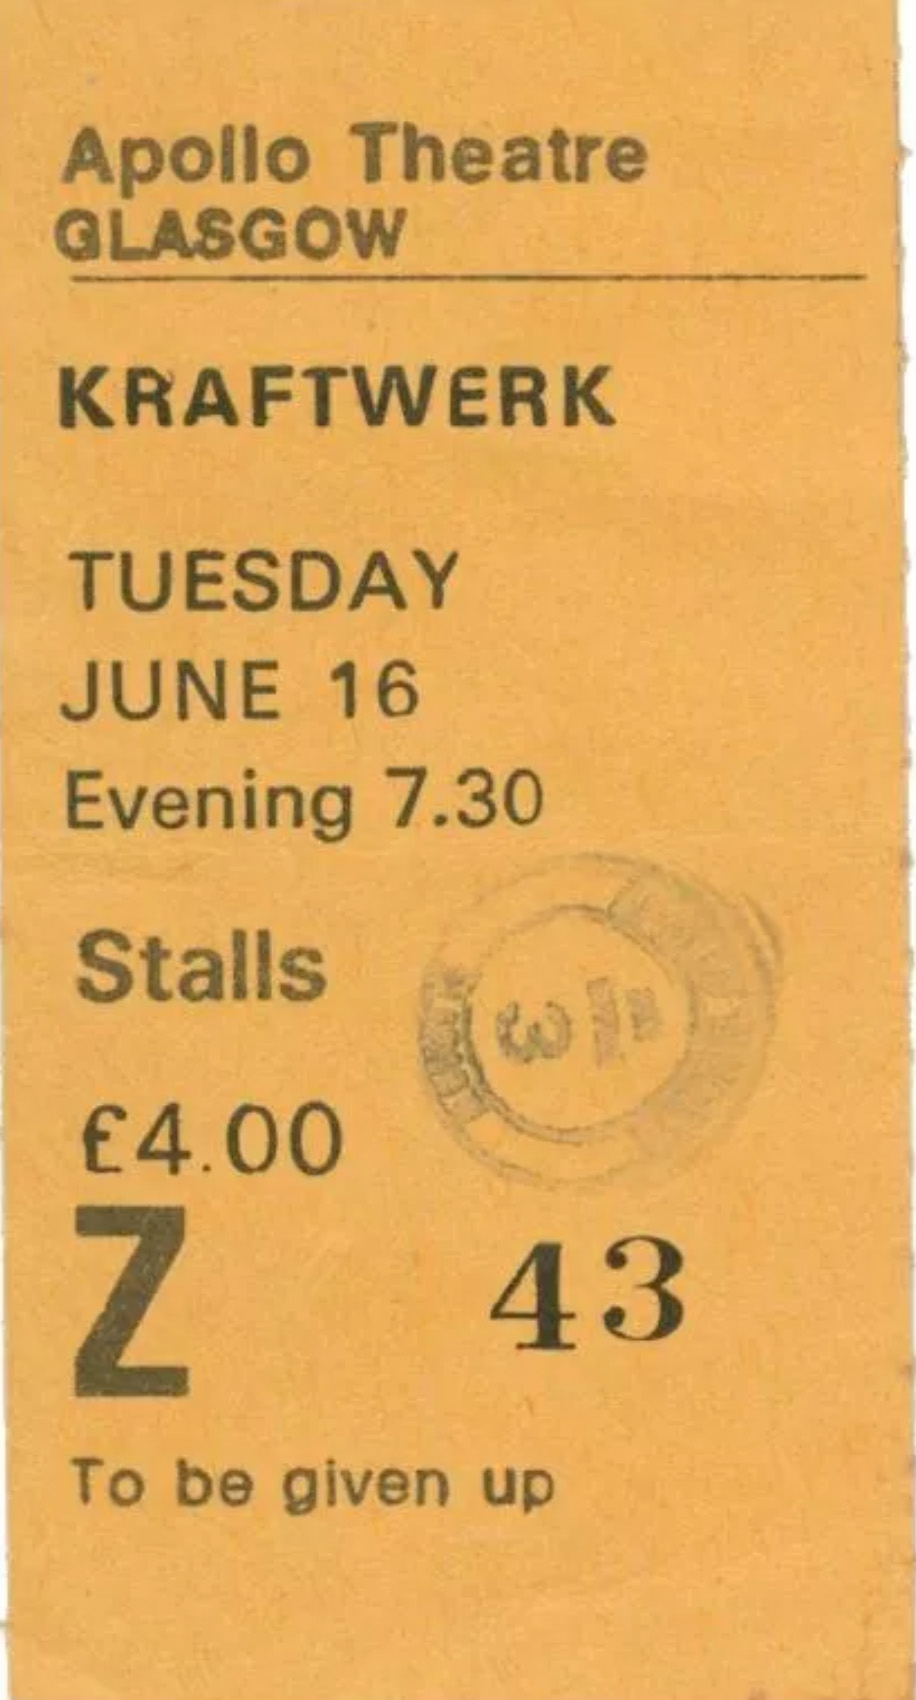 Apollo Theatre
GLASGOW
KRAFTWERK
TUESDAY
JUNE 16
Evening 7.30
Stalls
£4.00
Z 43
To be given up